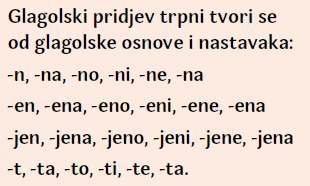 Glagolski pridjev trpni tvori se
od glagolske osnove i nastavaka:
-n, -na, -no, -ni, -ne, -na
-en, -ena, -eno, -eni, -ene, -ena
-jen, -jena, -jeno, -jeni, -jene, -jena
-t, -ta, -to, -ti, -te, -ta.